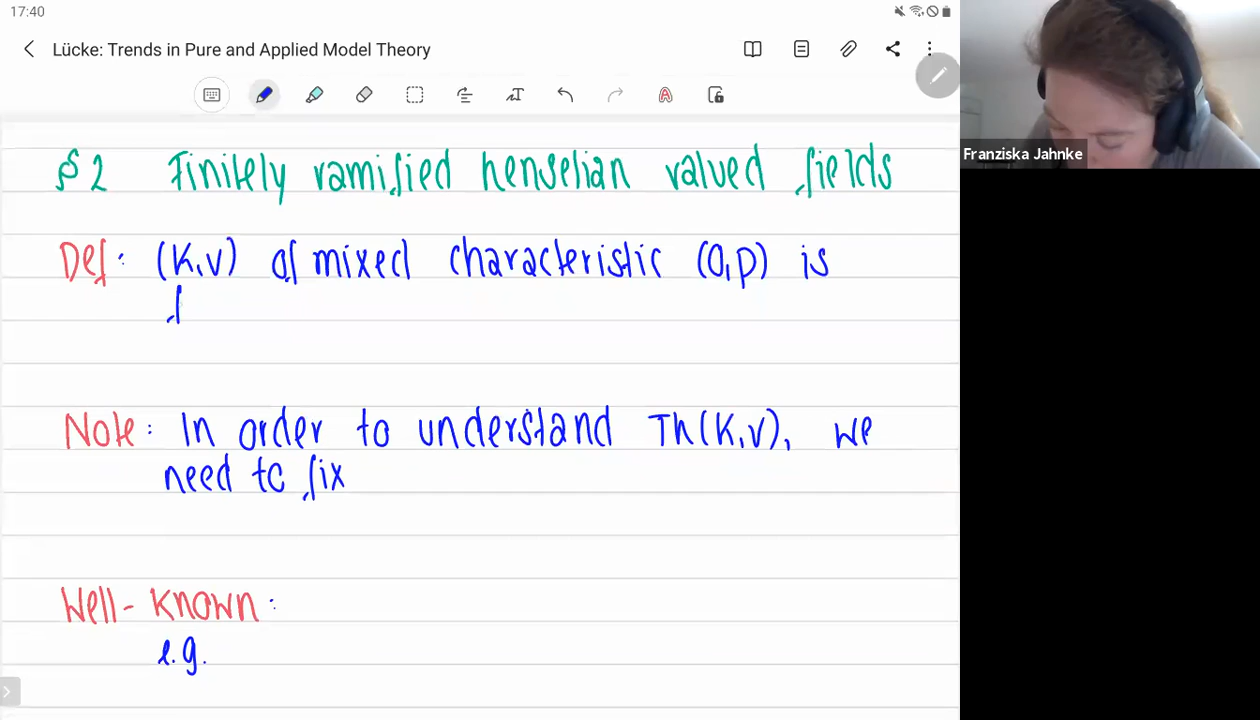 17:40
Lücke: Trends in Pure and Applied Model Theory
§ 2 Finitely ramified henselian valued fields
Def: (K,v) of mixed characteristic (0,p) is
f
Note: In order to understand Th(K,v), we
need to fix
Well-known:
e.g.
Franziska Jahnke